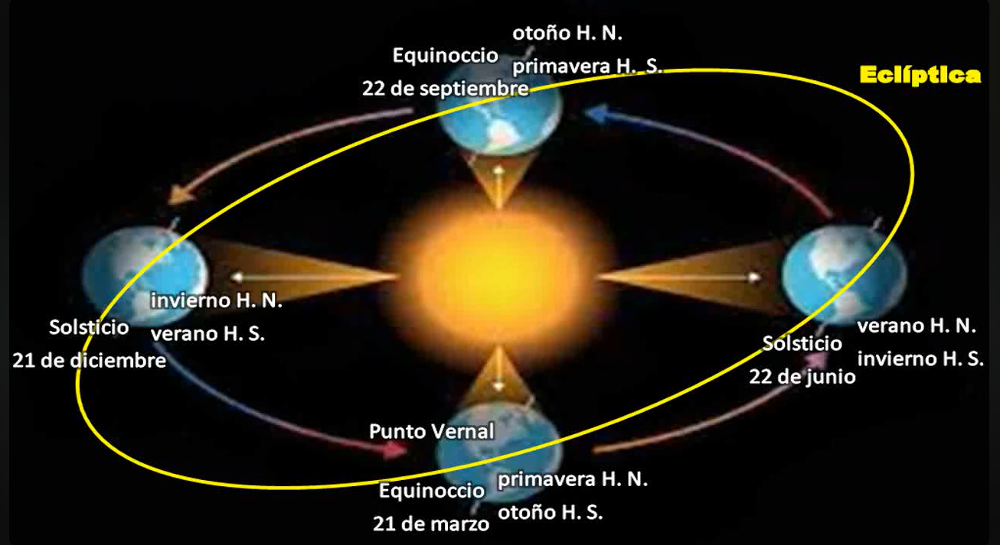 otoño H. N.
primavera H. S.
Equinoccio
22 de septiembre
Eclíptica
invierno H. N.
verano H. S.
Solsticio
21 de diciembre
verano H. N.
invierno H. S.
Solsticio
22 de junio
Punto Vernal
primavera H. N.
otoño H. S.
Equinoccio
21 de marzo